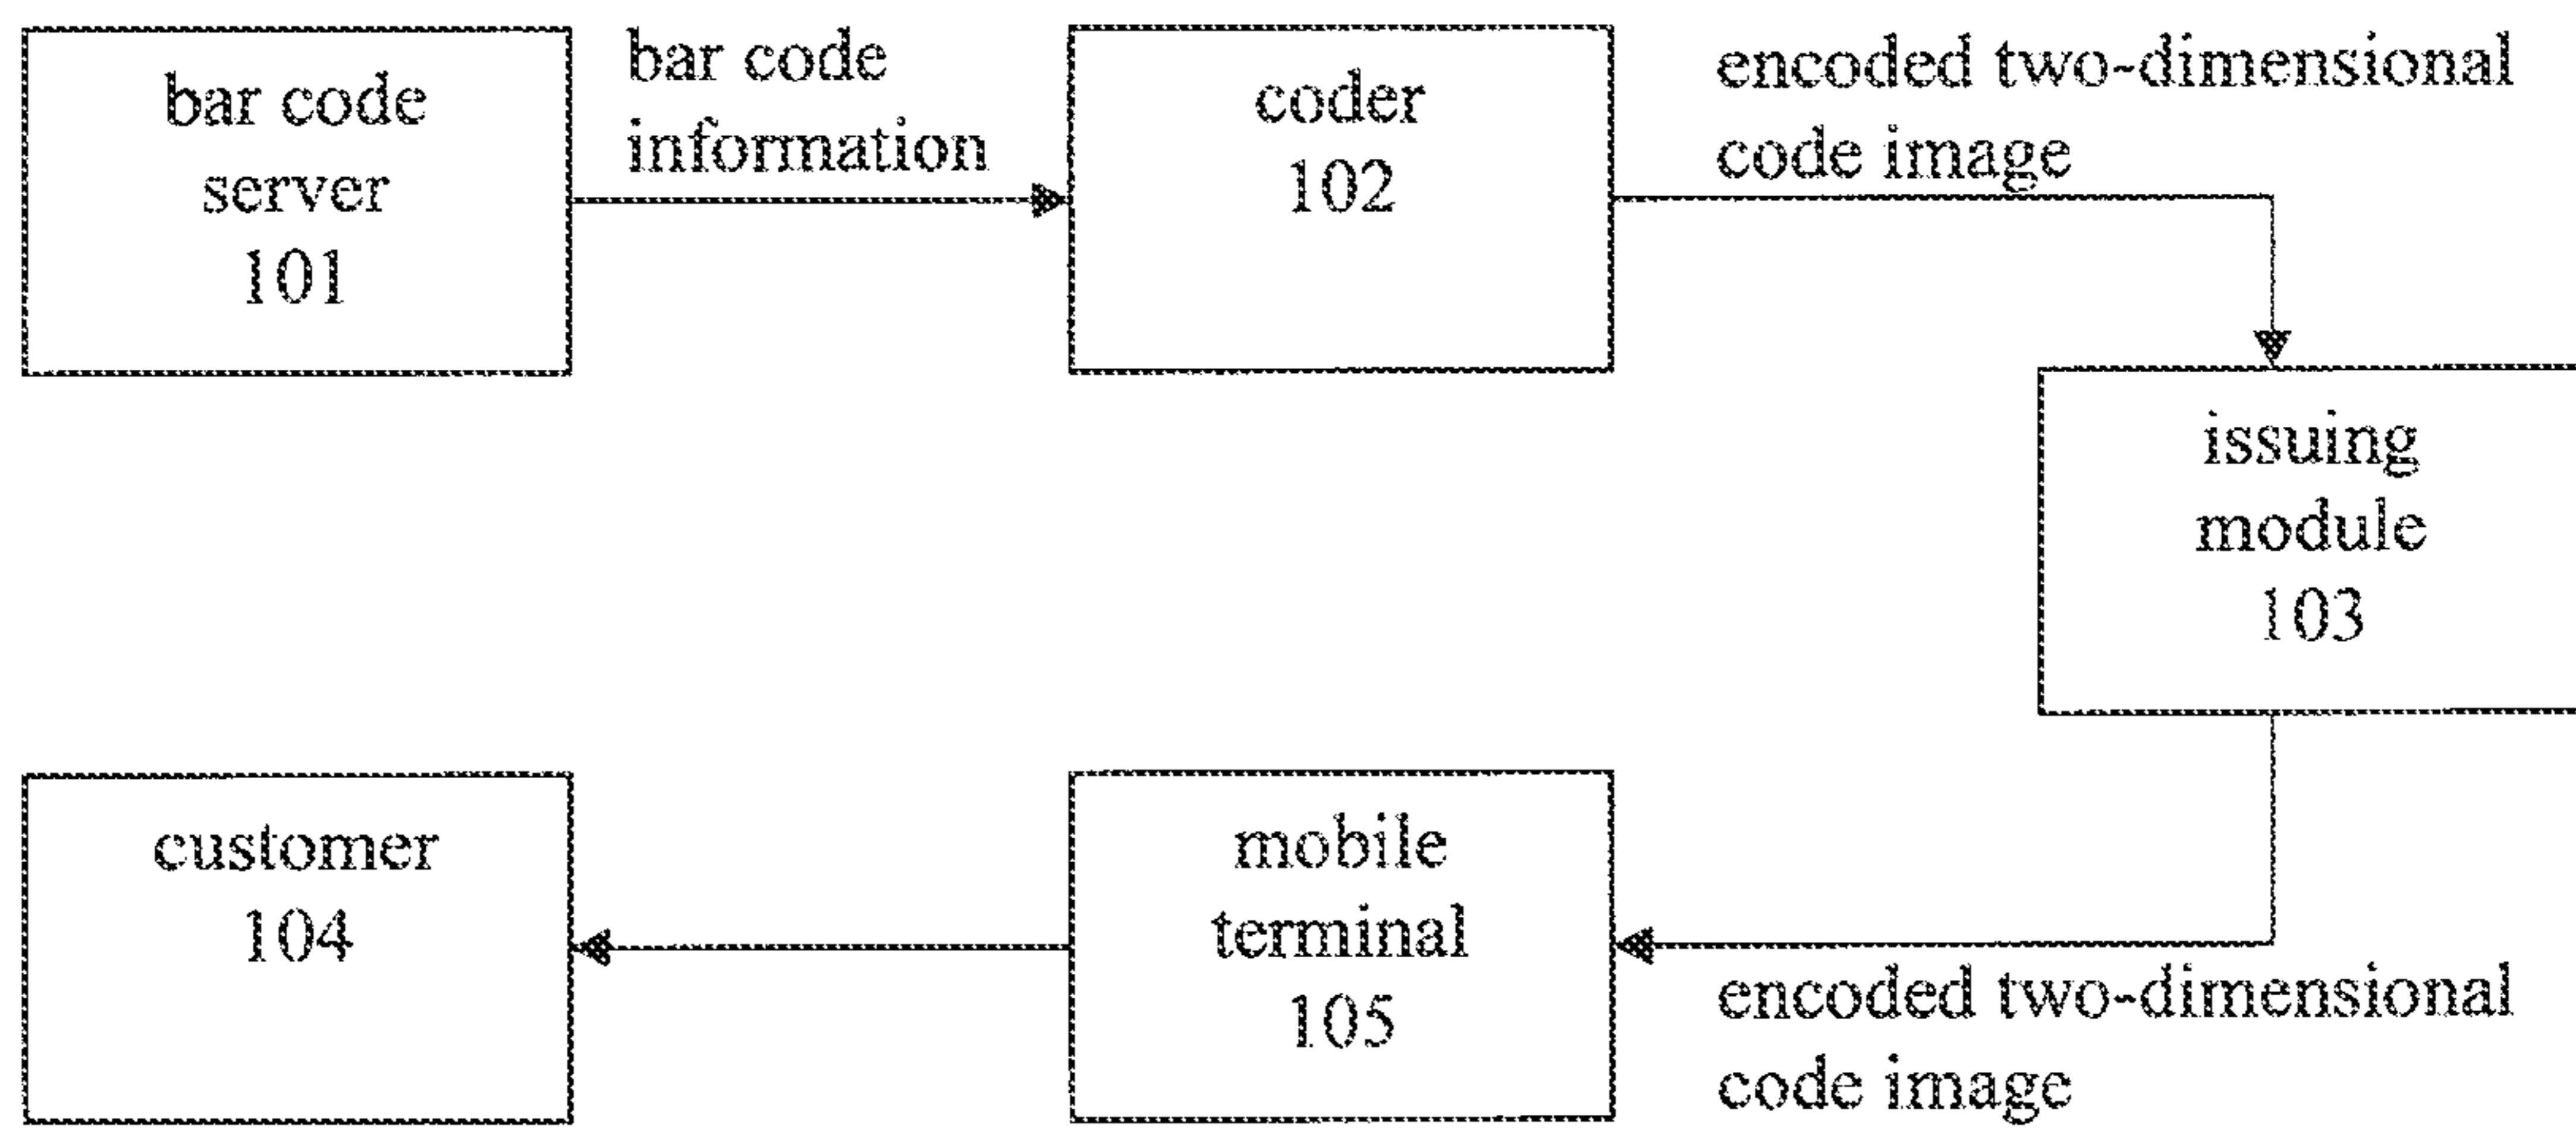 bar code
server
101
bar code
information
coder
102
encoded two-dimensional
code image
issuing
module
103
customer
104
mobile
terminal
105
encoded two-dimensional
code image